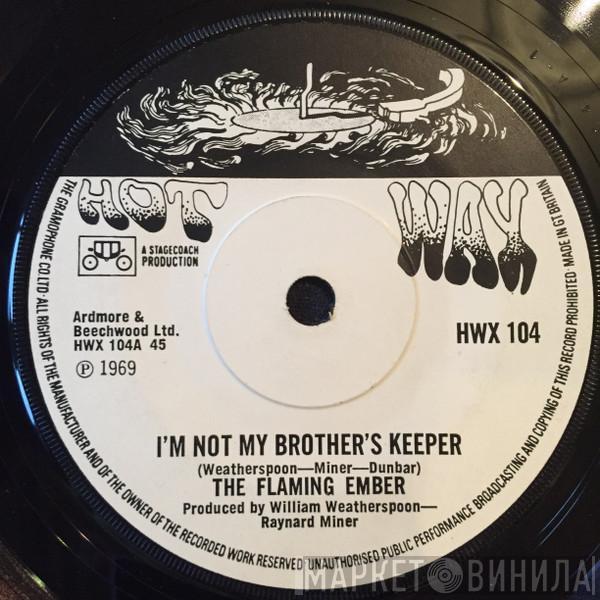 HOT WAX
A STAGECOACH
PRODUCTION
Ardmore &
Beechwood Ltd.
HWX 104A 45
Ⓟ 1969
HWX 104
I'M NOT MY BROTHER'S KEEPER
(Weatherspoon—Miner—Dunbar)
THE FLAMING EMBER
Produced by William Weatherspoon—
Raynard Miner
THE GRAMOPHONE CO LTD·ALL RIGHTS OF THE MANUFACTURER AND OF THE OWNER OF THE RECORDED WORK RESERVED·UNAUTHORISED PUBLIC PERFORMANCE BROADCASTING AND COPYING OF THIS RECORD PROHIBITED·MADE IN GT BRITAIN
МАРКЕТ ВИНИЛА